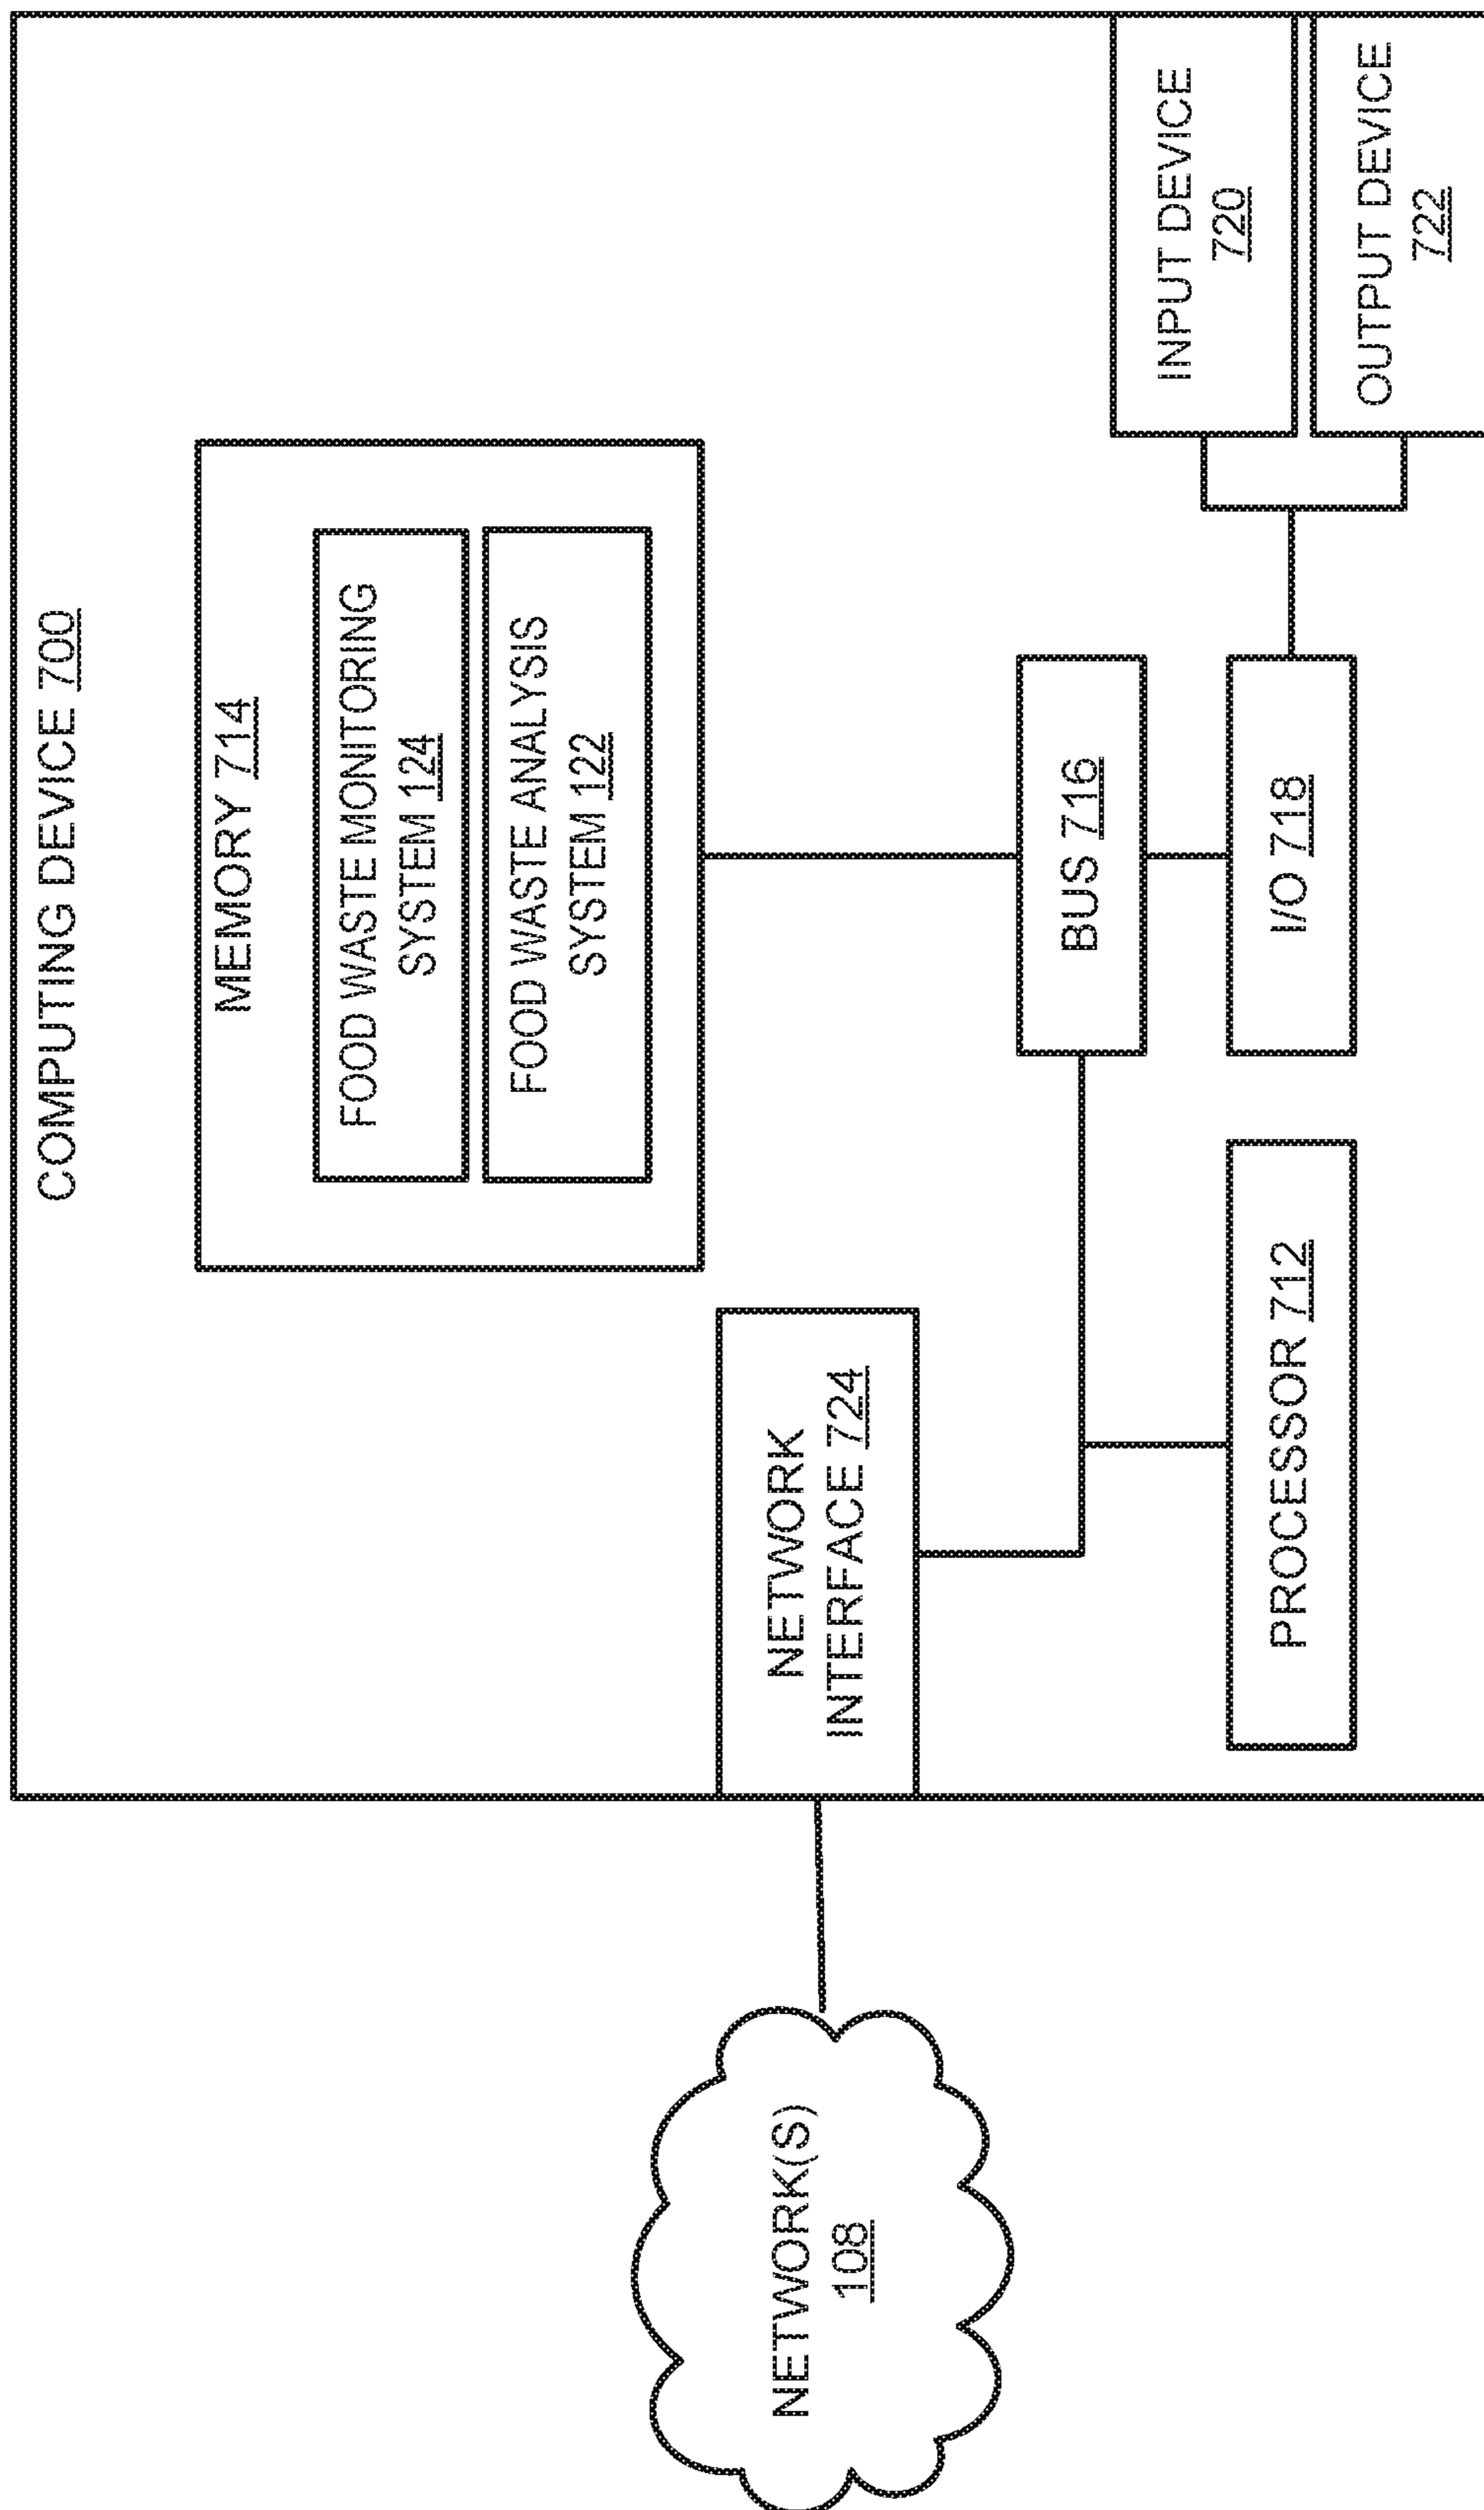 COMPUTING DEVICE 700
MEMORY 714
FOOD WASTE MONITORING
SYSTEM 124
FOOD WASTE ANALYSIS
SYSTEM 122
NETWORK
INTERFACE 724
NETWORK(S)
108
BUS 716
PROCESSOR 712
I/O 718
INPUT DEVICE
720
OUTPUT DEVICE
722